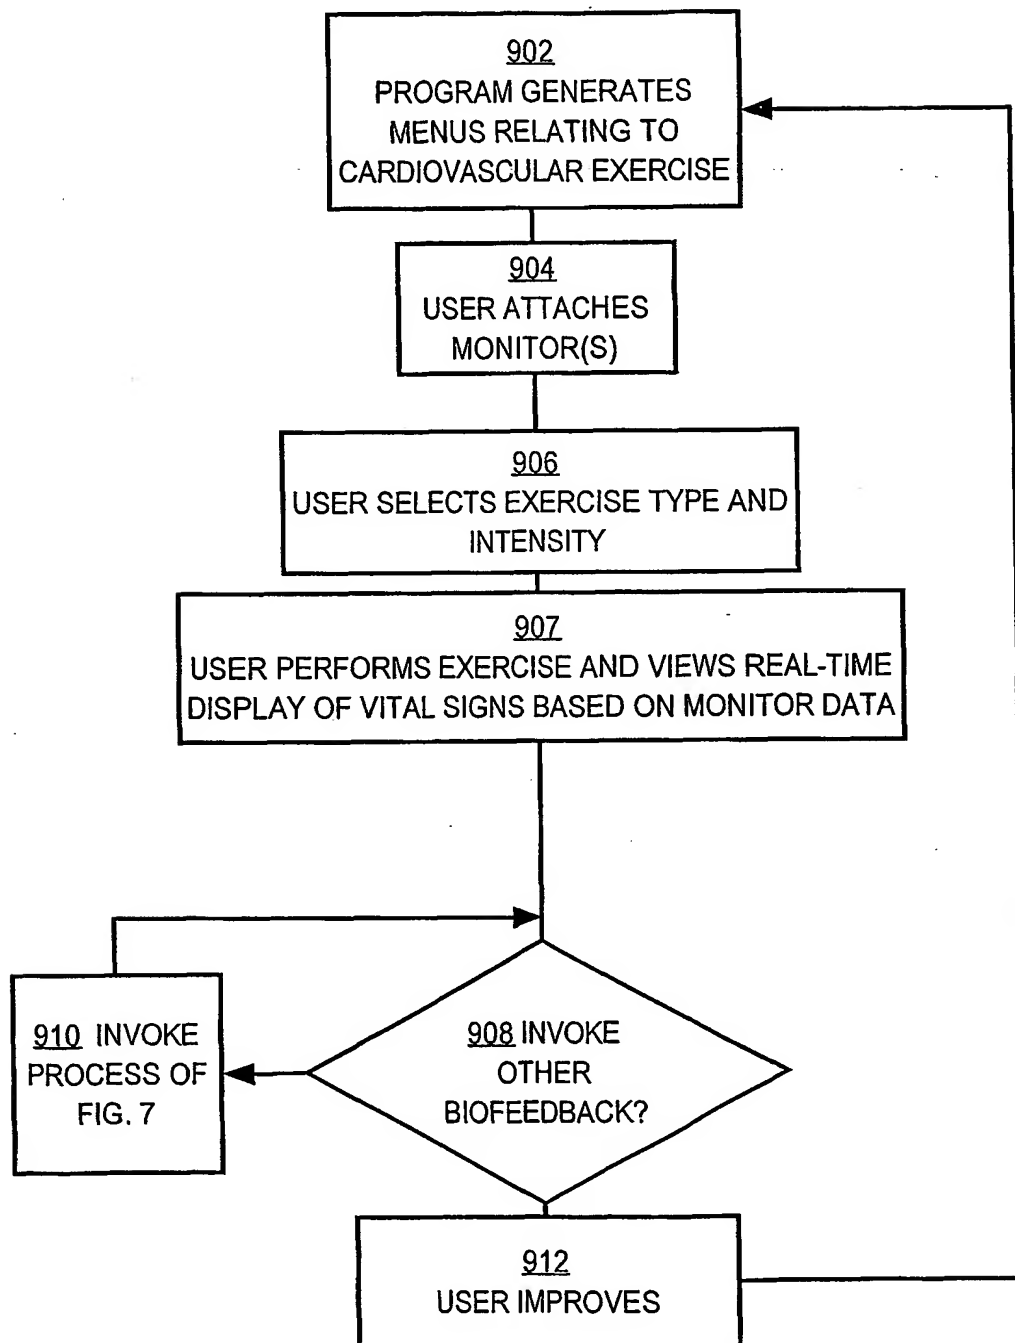 902
PROGRAM GENERATES
MENUS RELATING TO
CARDIOVASCULAR EXERCISE
904
USER ATTACHES
MONITOR(S)
906
USER SELECTS EXERCISE TYPE AND
INTENSITY
907
USER PERFORMS EXERCISE AND VIEWS REAL-TIME
DISPLAY OF VITAL SIGNS BASED ON MONITOR DATA
910 INVOKE
PROCESS OF
FIG. 7
908 INVOKE
OTHER
BIOFEEDBACK?
912
USER IMPROVES